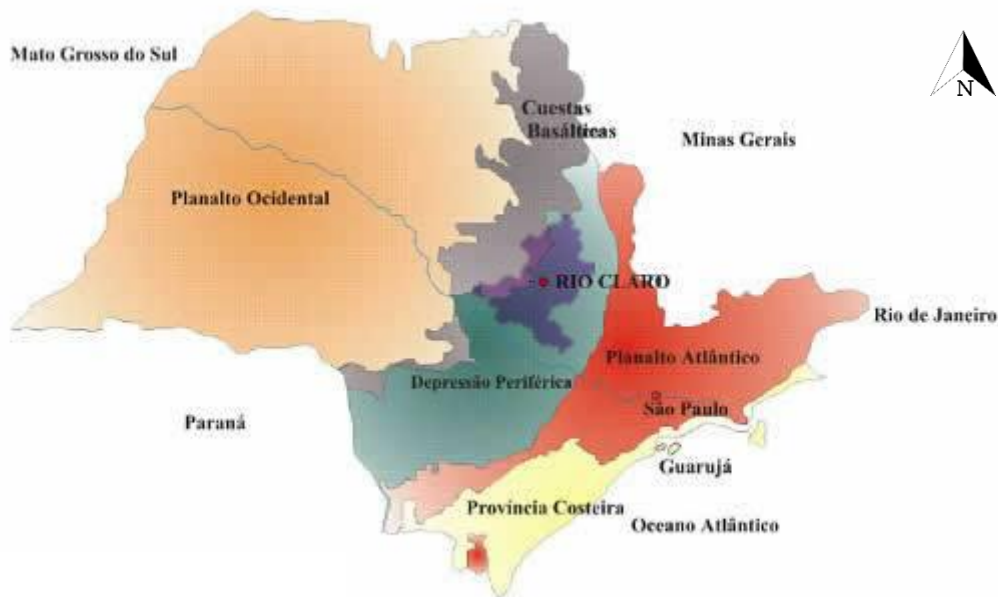 Mato Grosso do Sul
N
Cuestas
Basálticas
Minas Gerais
Planalto Ocidental
RIO CLARO
Rio de Janeiro
Planalto Atlântico
Depressão Periférica
São Paulo
Paraná
Guarujá
Província Costeira
Oceano Atlântico